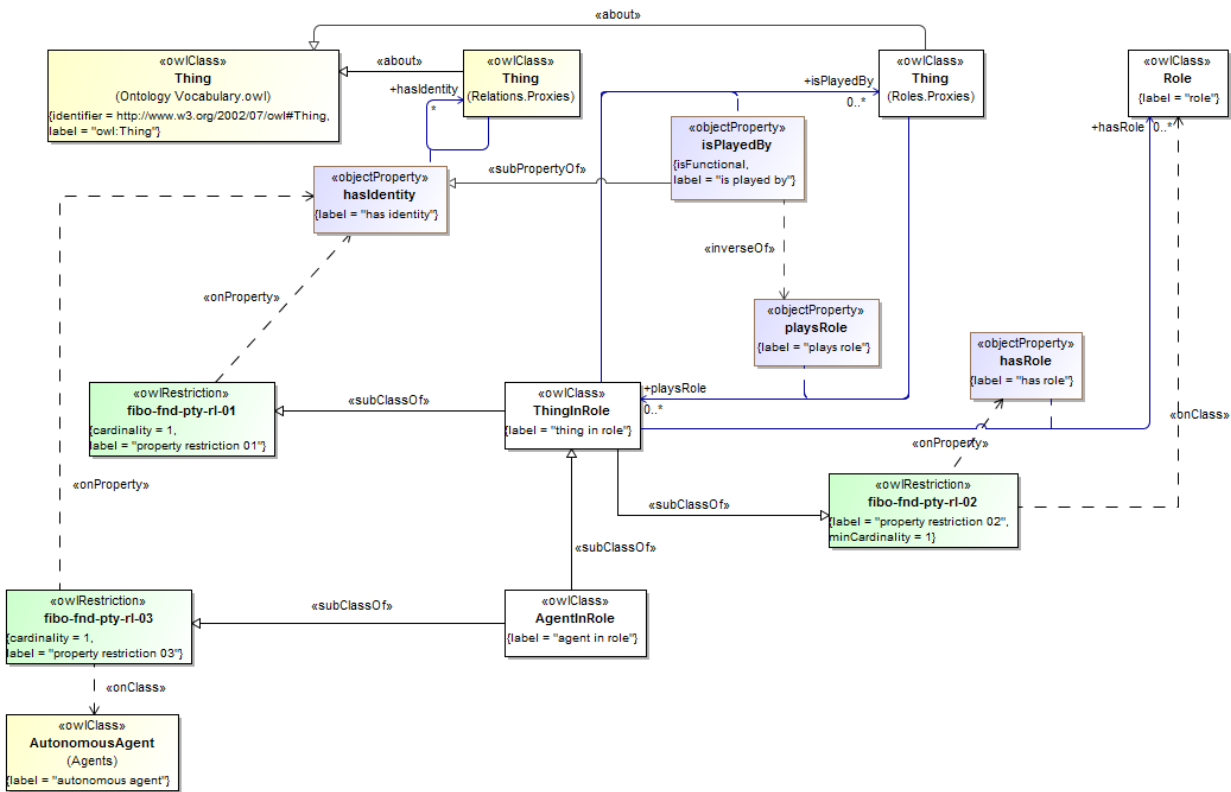 «about»
«owlClass»
Thing
(Ontology Vocabulary.owl)
{identifier = http://www.w3.org/2002/07/owl#Thing,
label = "owl:Thing"}
«about»
«owlClass»
Thing
(Relations.Proxies)
+hasIdentity
*
«owlClass»
Thing
(Roles.Proxies)
+isPlayedBy
0..*
«owlClass»
Role
{label = "role"}
+hasRole 0..*
«objectProperty»
isPlayedBy
{isFunctional,
label = "is played by"}
«subPropertyOf»
«objectProperty»
hasIdentity
{label = "has identity"}
«inverseOf»
«onProperty»
«objectProperty»
playsRole
{label = "plays role"}
«objectProperty»
hasRole
{label = "has role"}
«owlRestriction»
fibo-fnd-pty-rl-01
{cardinality = 1,
label = "property restriction 01"}
«subClassOf»
«owlClass»
ThingInRole
{label = "thing in role"}
+playsRole
0..*
«onClass»
«onProperty»
«onProperty»
«subClassOf»
«owlRestriction»
fibo-fnd-pty-rl-02
{label = "property restriction 02",
minCardinality = 1}
«subClassOf»
«owlRestriction»
fibo-fnd-pty-rl-03
{cardinality = 1,
label = "property restriction 03"}
«subClassOf»
«owlClass»
AgentInRole
{label = "agent in role"}
«onClass»
«owlClass»
AutonomousAgent
(Agents)
{label = "autonomous agent"}